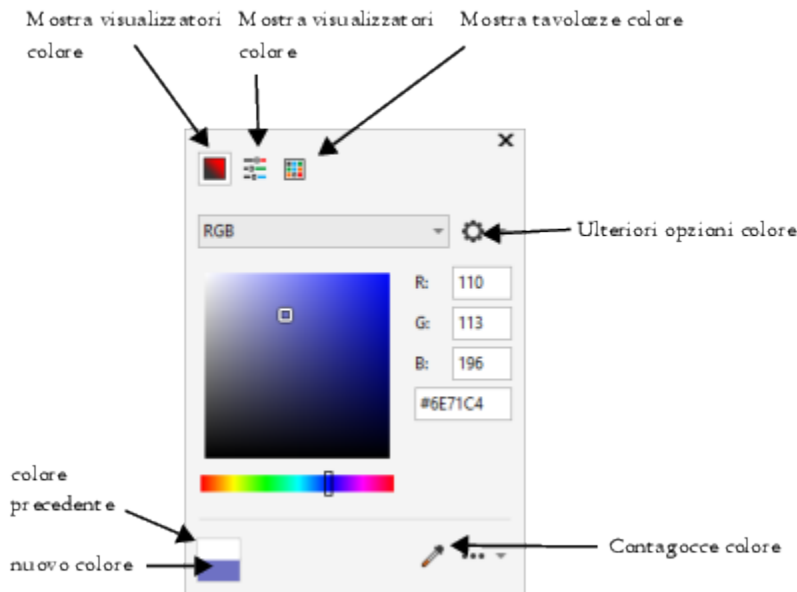 Mostra visualizzatori
colore
Mostra visualizzatori
colore
Mostra tavolozze colore
RGB
Ulteriori opzioni colore
R: 110
G: 113
B: 196
#6E71C4
colore
precedente
nuovo colore
Contagocce colore